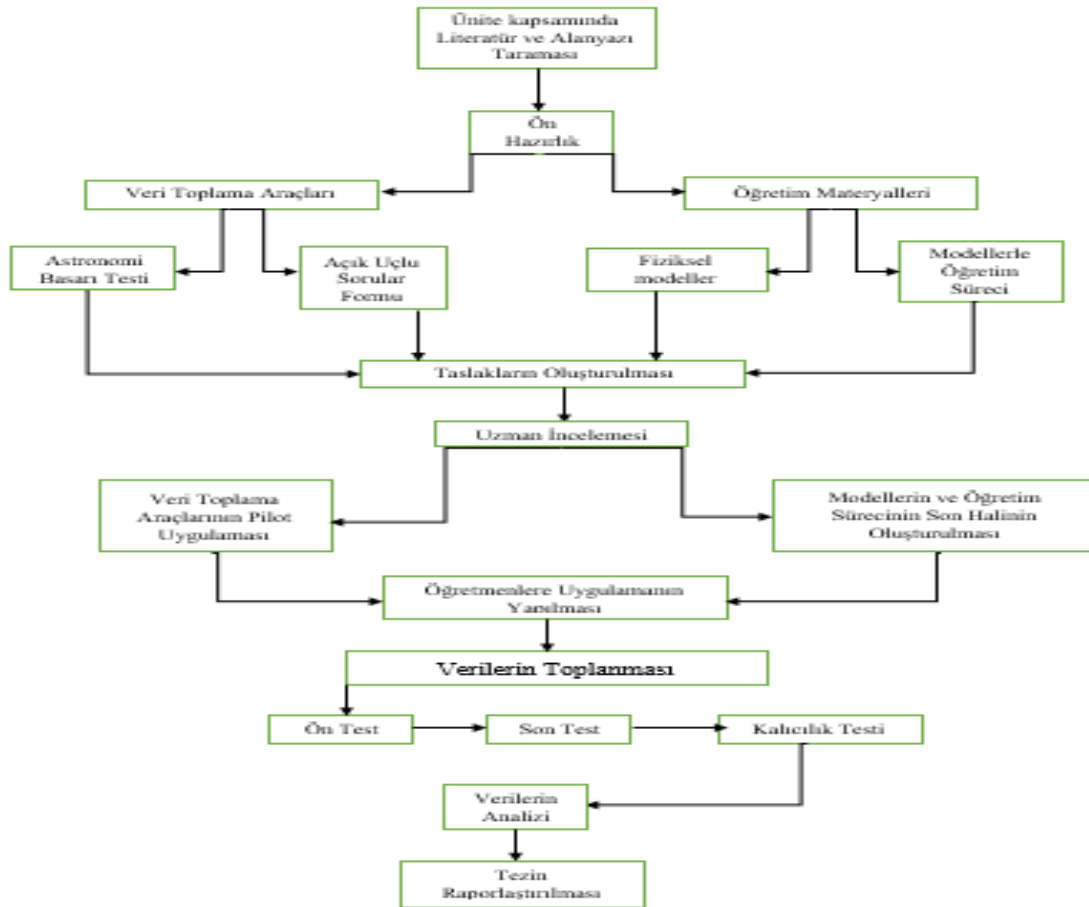 Ünite kapsamında
Literatür ve Alanyazı
Taraması
Ön
Hazırlık
Veri Toplama Araçları
Öğretim Materyalleri
Astronomi
Basarı Testi
Açık Uçlu
Sorular
Formu
Fiziksel
modeller
Modellerle
Öğretim
Süreci
Taslakların Oluşturulması
Uzman İncelemesi
Veri Toplama
Araçlarının Pilot
Uygulaması
Modellerin ve Öğretim
Sürecinin Son Halinin
Oluşturulması
Öğretmenlere Uygulamanın
Yapılması
Verilerin Toplanması
Ön Test
Son Test
Kalıcılık Testi
Verilerin
Analizi
Tezin
Raporlaştırılması